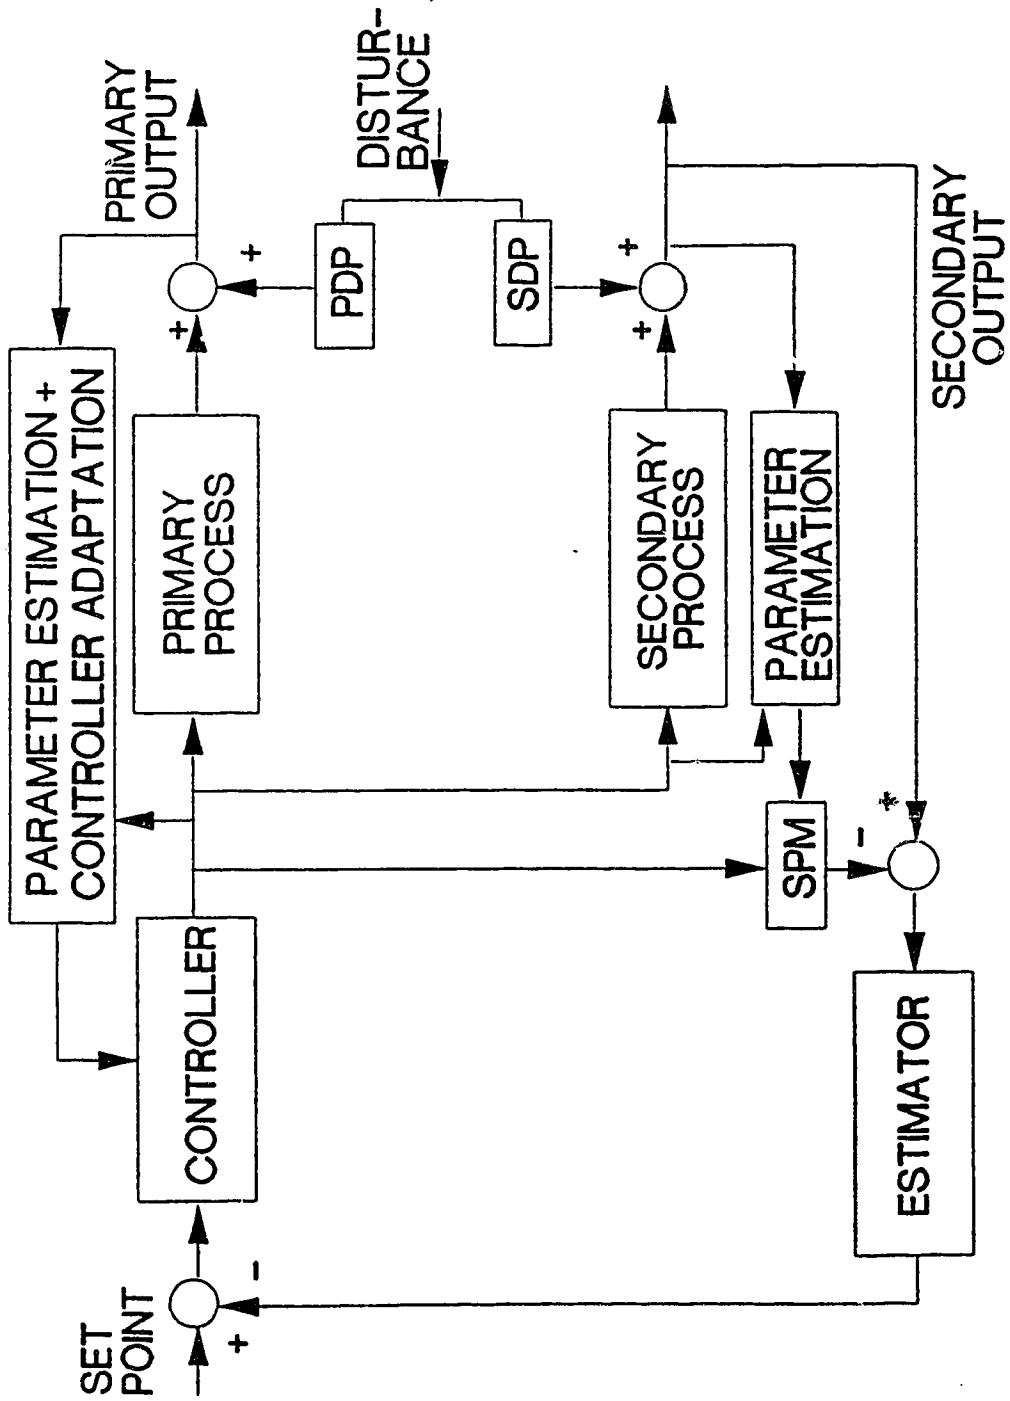 PARAMETER ESTIMATION +
CONTROLLER ADAPTATION
PRIMARY
OUTPUT
SET
POINT
+
-
CONTROLLER
PRIMARY
PROCESS
+
+
PDP
DISTUR-
BANCE
SDP
SECONDARY
PROCESS
+
+
PARAMETER
ESTIMATION
SPM
-
+
ESTIMATOR
SECONDARY
OUTPUT